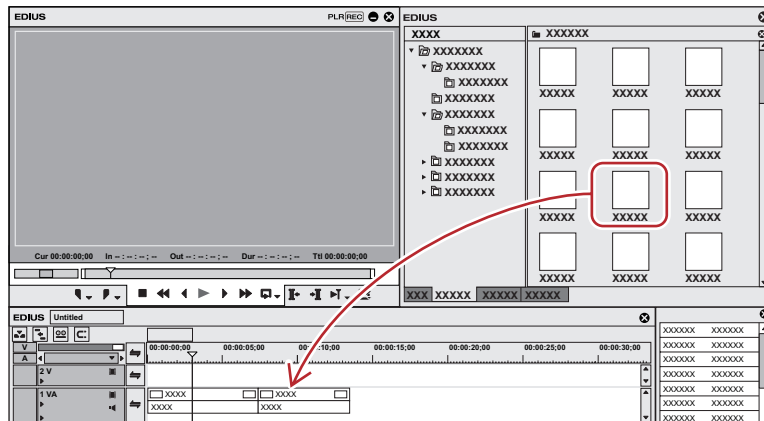 EDIUS PLR REC
Cur 00:00:00;00 In -- : -- : -- ; -- Out -- : -- : -- ; -- Dur -- : -- : -- ; -- Ttl 00:00:00;00
EDIUS
XXXX
XXXXXX
XXXXXXX
XXXXXXX
XXXXXXX
XXXXXXX
XXXXXXX
XXXXXXX
XXXXXXX
XXXXXXX
XXXXXXX
XXXXXXX
XXXXX XXXXX XXXXX
XXXXX XXXXX XXXXX
XXXXX XXXXX XXXXX
XXXXX XXXXX XXXXX
XXX XXXXX XXXXX XXXXX
EDIUS Untitled
V
A
00:00:00;00 00:00:05;00 00:00:10;00 00:00:15;00 00:00:20;00 00:00:25;00 00:00:30;00
2 V
1 VA
XXXX XXXX
XXXX XXXX
XXXXXX XXXXXX
XXXXXX XXXXXX
XXXXXX XXXXXX
XXXXXX XXXXXX
XXXXXX XXXXXX
XXXXXX XXXXXX
XXXXXX XXXXXX